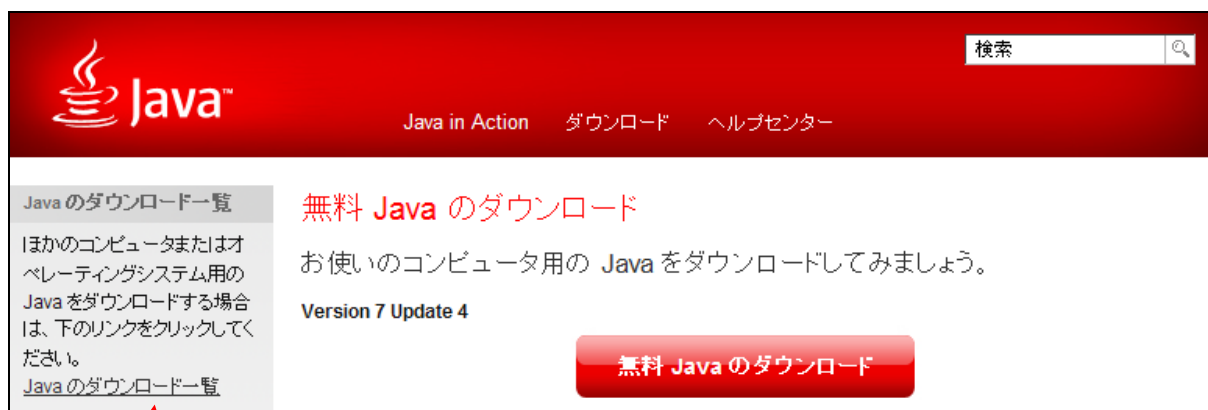 検索
Java™
Java in Action ダウンロード ヘルプセンター
Java のダウンロード一覧
ほかのコンピュータまたはオ
ペレーティングシステム用の
Java をダウンロードする場合
は、下のリンクをクリックしてく
ださい。
Java のダウンロード一覧
無料 Java のダウンロード
お使いのコンピュータ用の Java をダウンロードしてみましょう。
Version 7 Update 4
無料 Java のダウンロード